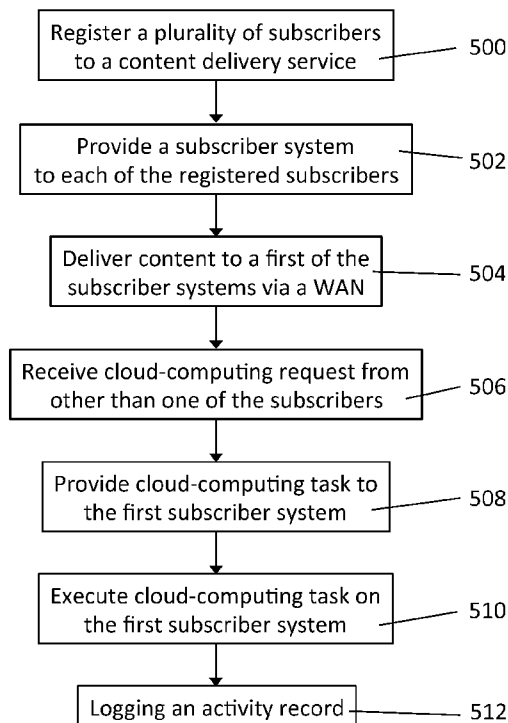 Register a plurality of subscribers
to a content delivery service
500
Provide a subscriber system
to each of the registered subscribers
502
Deliver content to a first of the
subscriber systems via a WAN
504
Receive cloud-computing request from
other than one of the subscribers
506
Provide cloud-computing task to
the first subscriber system
508
Execute cloud-computing task on
the first subscriber system
510
Logging an activity record
512